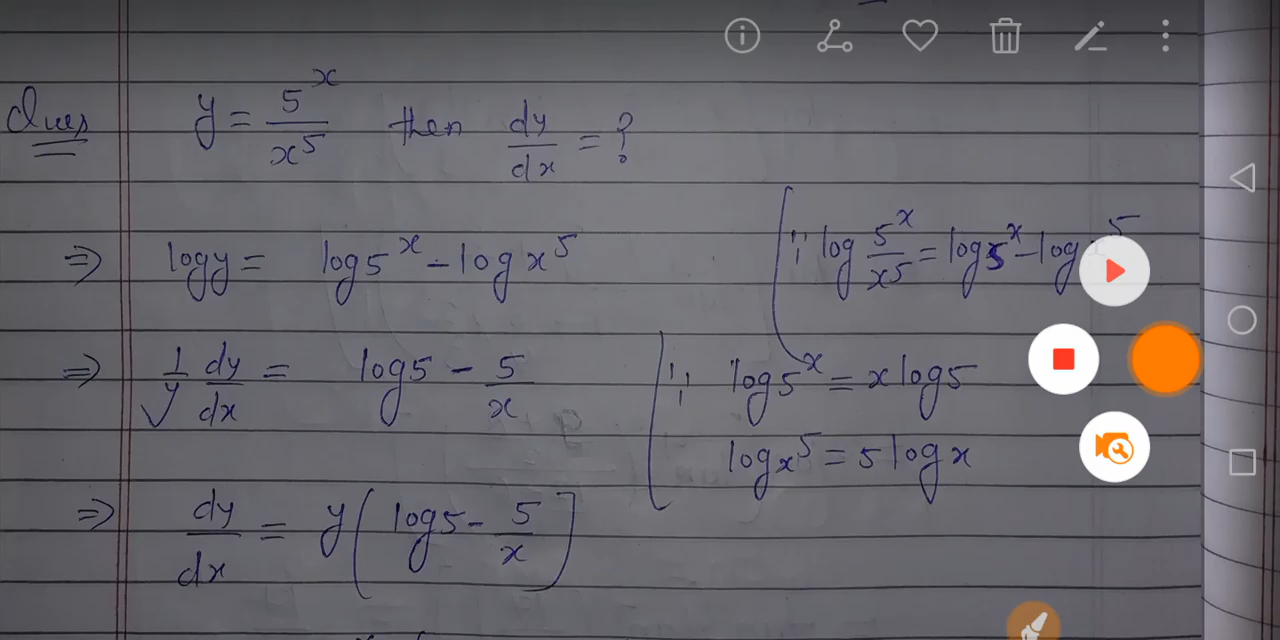 Ques y = 5^x / x^5 then dy/dx = ?
⇒ log y = log 5^x - log x^5
∵ log 5^x / x^5 = log 5^x - log 5
⇒ 1/y dy/dx = log 5 - 5/x
∵ log 5^x = x log 5
log x^5 = 5 log x
⇒ dy/dx = y ( log 5 - 5/x ]